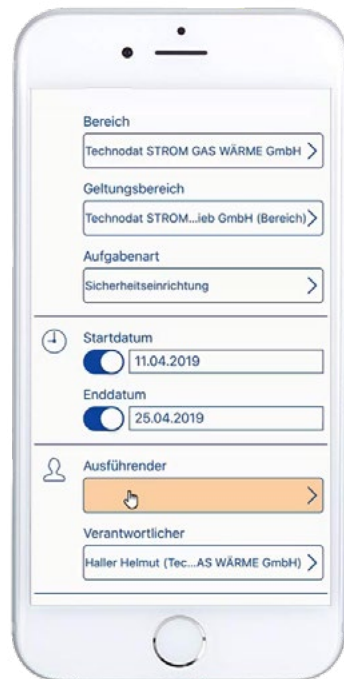 Bereich
Technodat STROM GAS WÄRME GmbH
Geltungsbereich
Technodat STROM...ieb GmbH (Bereich)
Aufgabenart
Sicherheitseinrichtung
Startdatum
11.04.2019
Enddatum
25.04.2019
Ausführender
Verantwortlicher
Haller Helmut (Tec...AS WÄRME GmbH)